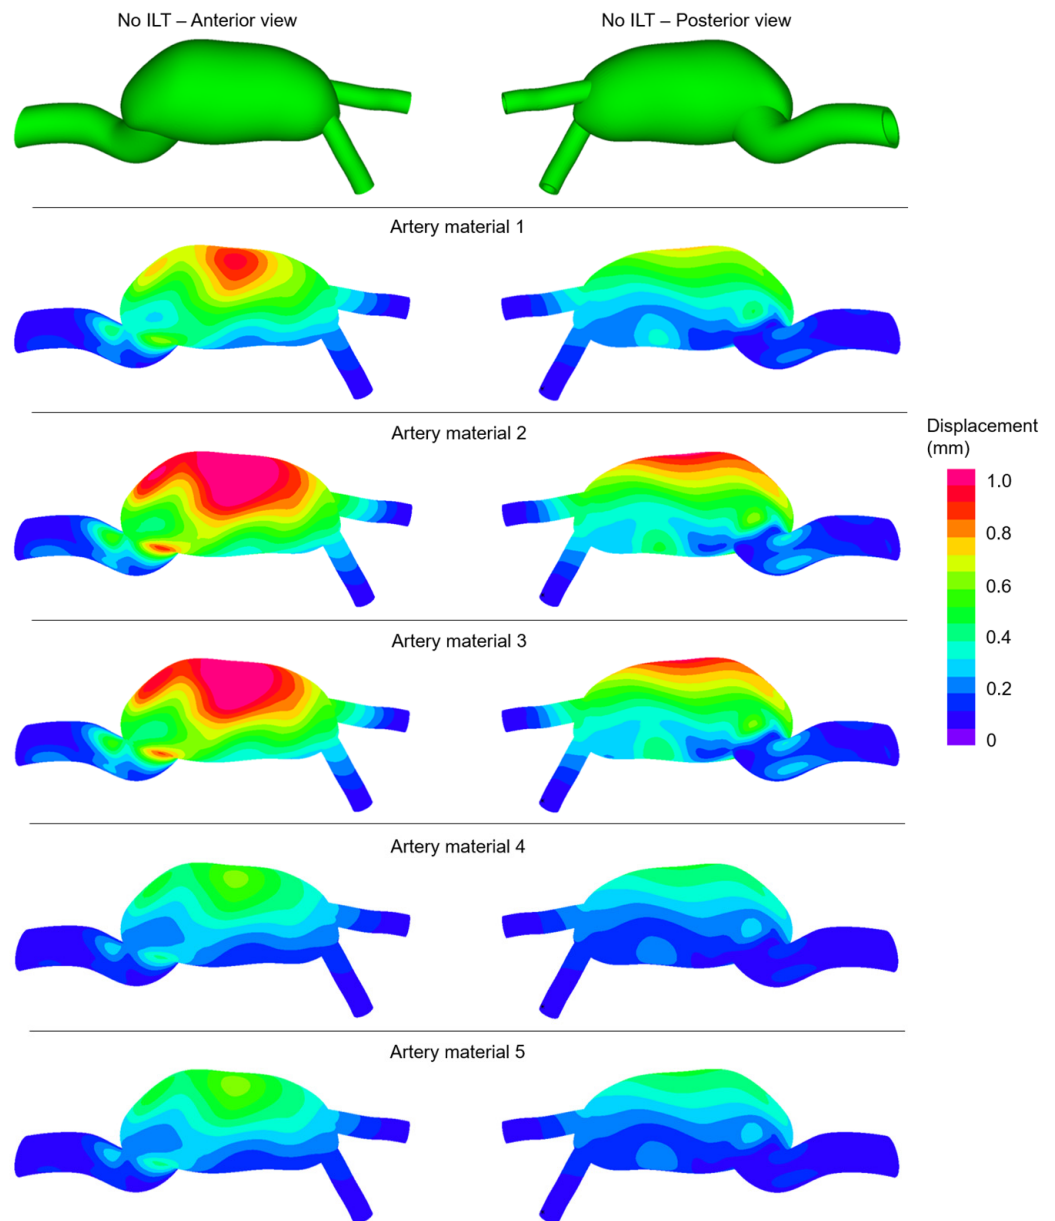 No ILT – Anterior view
No ILT – Posterior view
Artery material 1
Artery material 2
Displacement
(mm)
1.0
0.8
0.6
0.4
0.2
0
Artery material 3
Artery material 4
Artery material 5